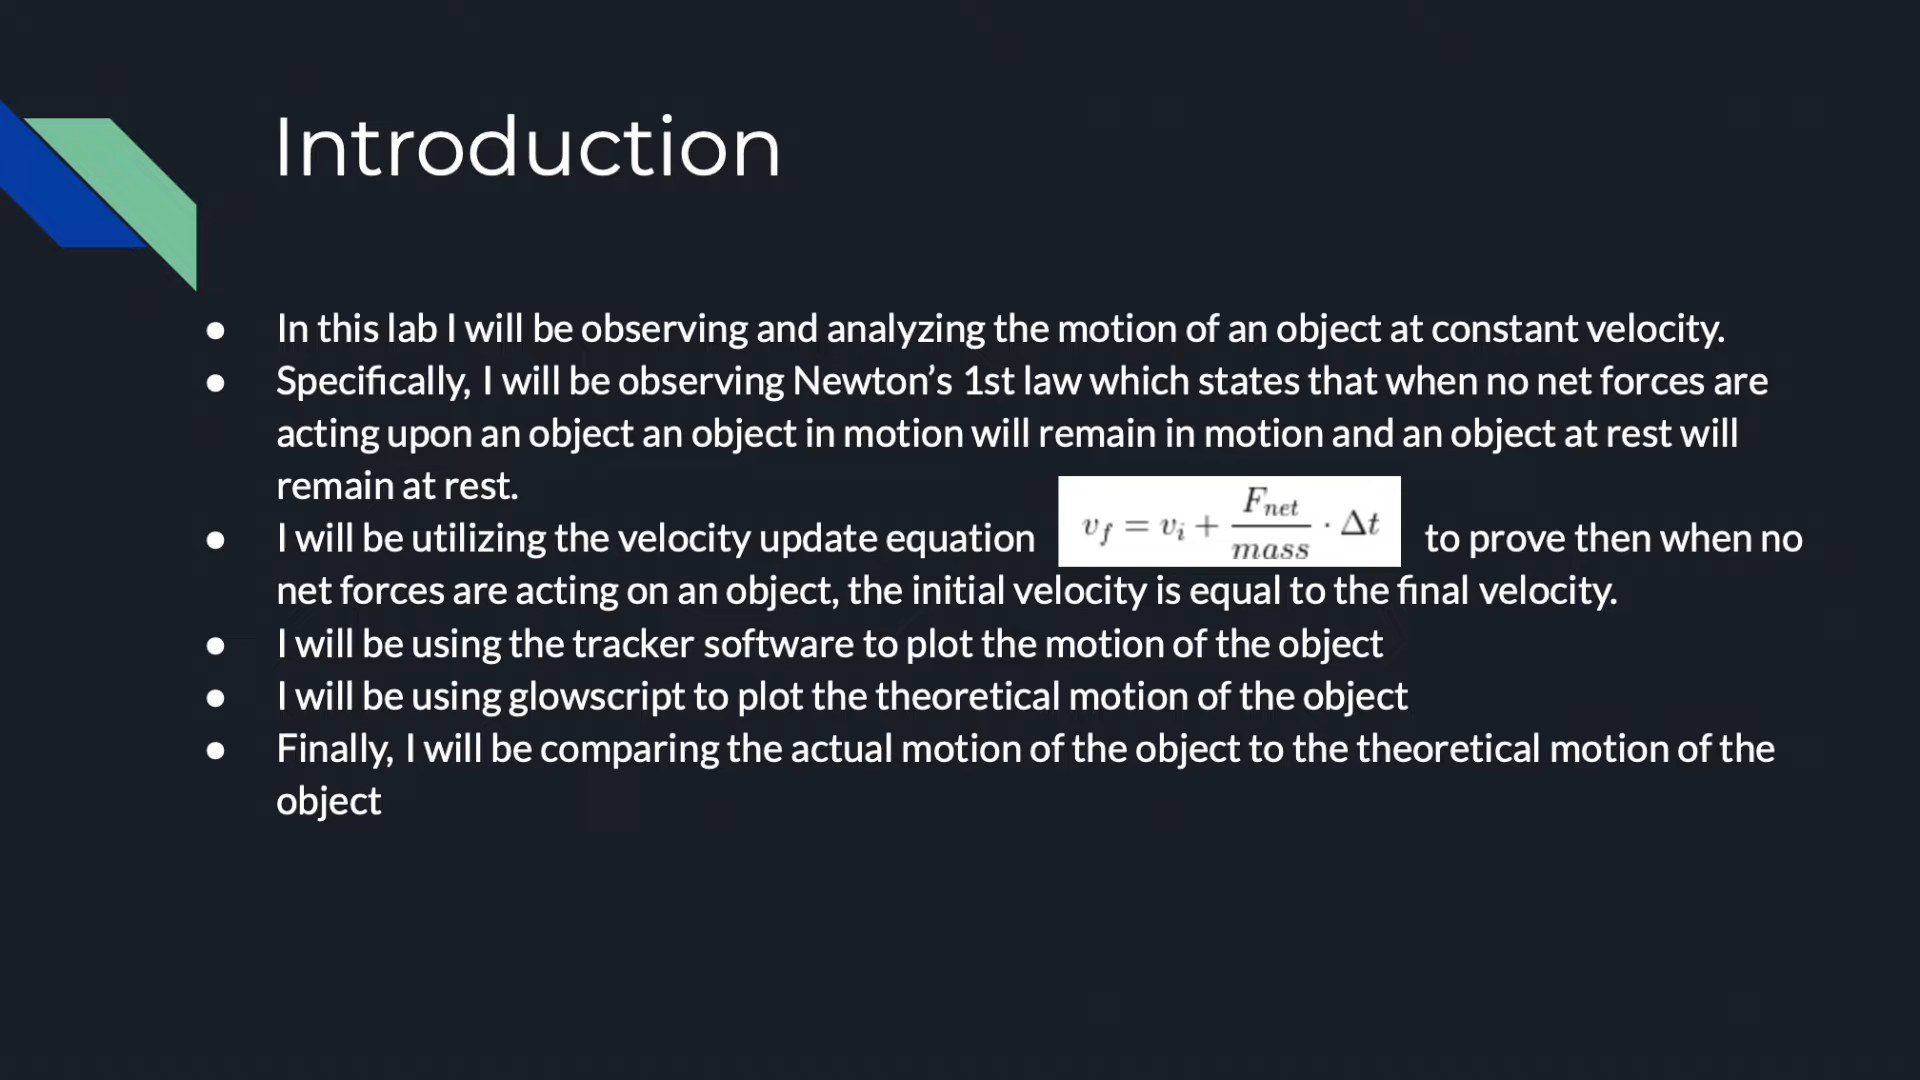 Introduction
● In this lab I will be observing and analyzing the motion of an object at constant velocity.
● Specifically, I will be observing Newton's 1st law which states that when no net forces are
acting upon an object an object in motion will remain in motion and an object at rest will
remain at rest.
● I will be utilizing the velocity update equation v_f = v_i + F_net/mass · Δt to prove then when no
net forces are acting on an object, the initial velocity is equal to the final velocity.
● I will be using the tracker software to plot the motion of the object
● I will be using glowscript to plot the theoretical motion of the object
● Finally, I will be comparing the actual motion of the object to the theoretical motion of the
object